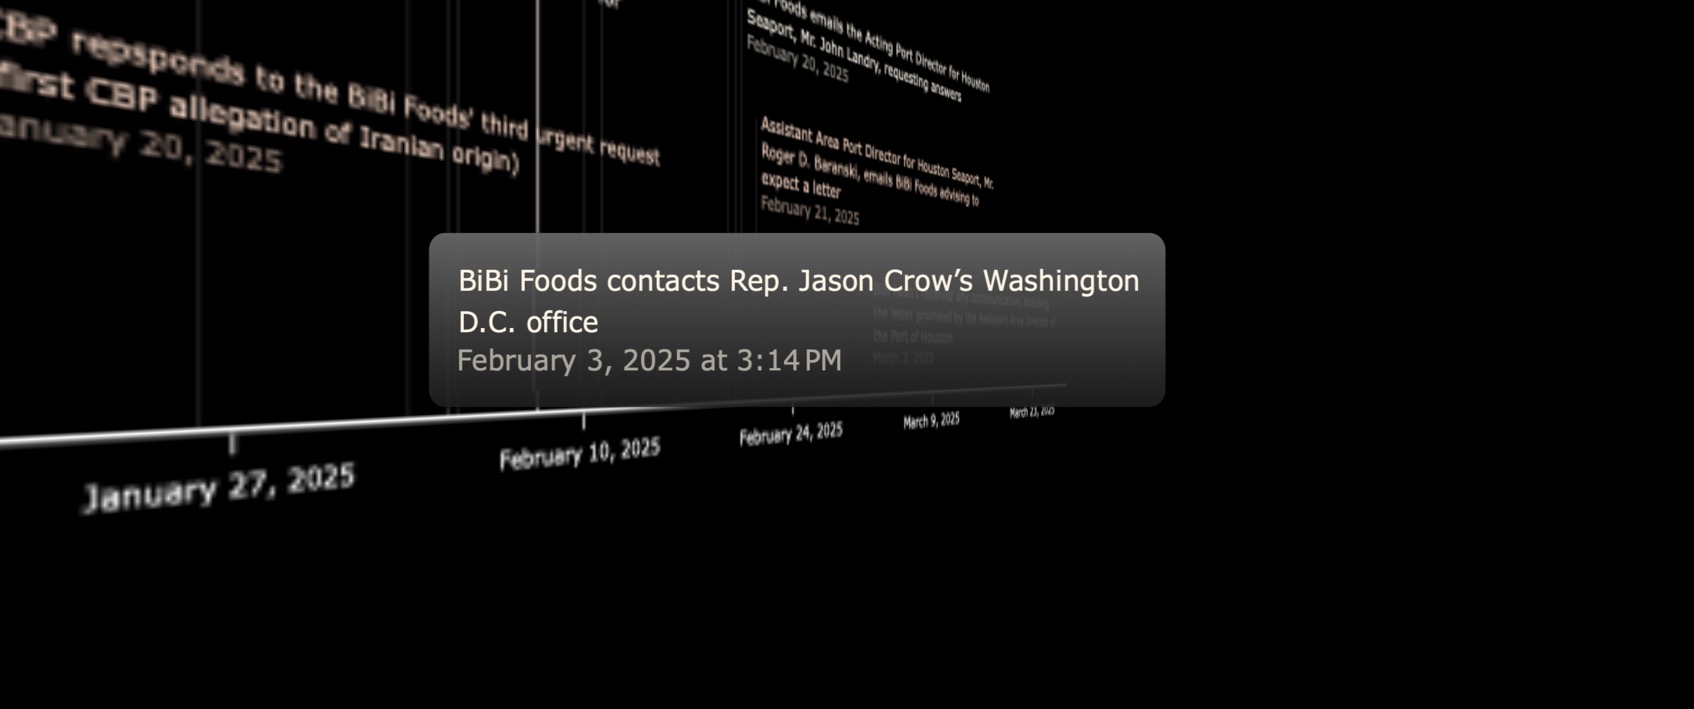 CBP repsponds to the BiBi Foods' third urgent request
first CBP allegation of Iranian origin)
January 20, 2025
Foods emails the Acting Port Director for Houston
Seaport, Mr. John Landry, requesting answers
February 20, 2025
Assistant Area Port Director for Houston Seaport, Mr.
Roger D. Baranski, emails BiBi Foods advising to
expect a letter
February 21, 2025
BiBi Foods contacts Rep. Jason Crow’s Washington
D.C. office
February 3, 2025 at 3:14 PM
any communication, including
the letter promised by the Assistant Area Director at
the Port of Houston
March 3, 2025
January 27, 2025
February 10, 2025
February 24, 2025
March 9, 2025
March 23, 2025